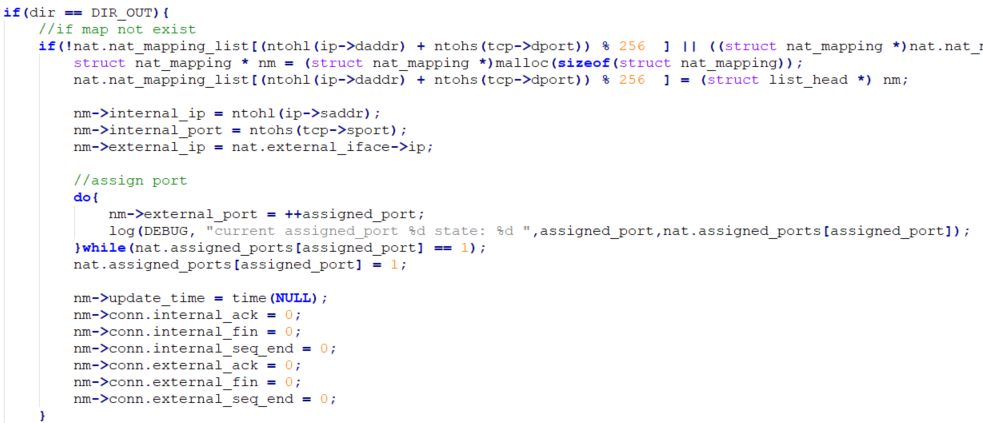 if(dir == DIR_OUT){
//if map not exist
if(!nat.nat_mapping_list[(ntohl(ip->daddr) + ntohs(tcp->dport)) % 256  ] || ((struct nat_mapping *)nat.nat_
struct nat_mapping * nm = (struct nat_mapping *)malloc(sizeof(struct nat_mapping));
nat.nat_mapping_list[(ntohl(ip->daddr) + ntohs(tcp->dport)) % 256  ] = (struct list_head *) nm;
nm->internal_ip = ntohl(ip->saddr);
nm->internal_port = ntohs(tcp->sport);
nm->external_ip = nat.external_iface->ip;
//assign port
do{
nm->external_port = ++assigned_port;
log(DEBUG, "current assigned_port %d state: %d ",assigned_port,nat.assigned_ports[assigned_port]);
}while(nat.assigned_ports[assigned_port] == 1);
nat.assigned_ports[assigned_port] = 1;
nm->update_time = time(NULL);
nm->conn.internal_ack = 0;
nm->conn.internal_fin = 0;
nm->conn.internal_seq_end = 0;
nm->conn.external_ack = 0;
nm->conn.external_fin = 0;
nm->conn.external_seq_end = 0;
}